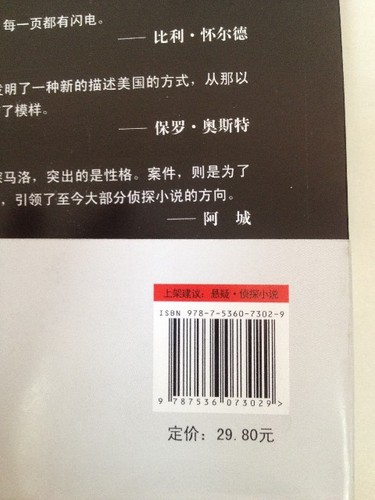 每一页都有闪电。
——比利·怀尔德
发明了一种新的描述美国的方式，从那以
了模样。
——保罗·奥斯特
马洛，突出的是性格。案件，则是为了
，引领了至今大部分侦探小说的方向。
——阿 城
上架建议：悬疑·侦探小说
ISBN 978-7-5360-7302-9
9 787536 073029 >
定价：29.80元